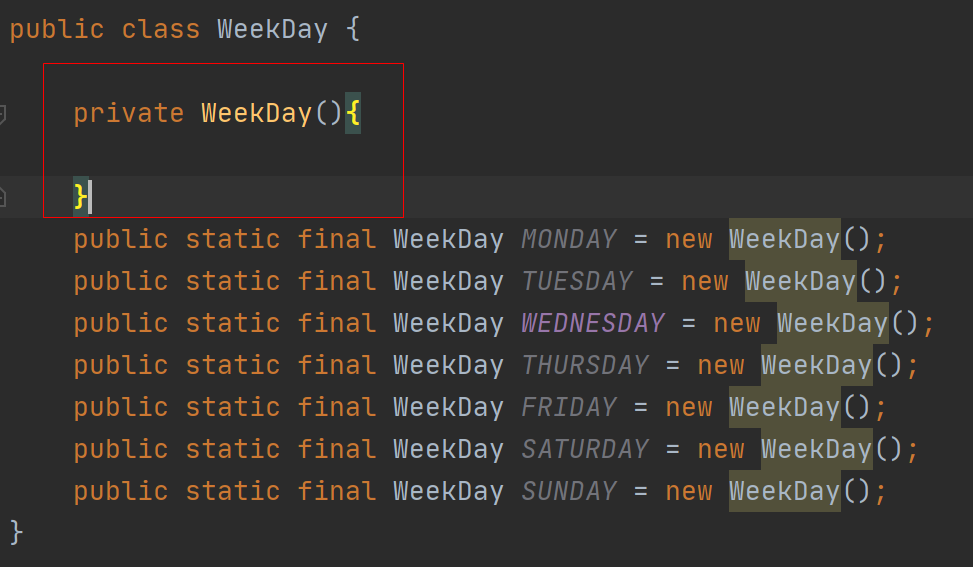 public class WeekDay {
private WeekDay(){
}
public static final WeekDay MONDAY = new WeekDay();
public static final WeekDay TUESDAY = new WeekDay();
public static final WeekDay WEDNESDAY = new WeekDay();
public static final WeekDay THURSDAY = new WeekDay();
public static final WeekDay FRIDAY = new WeekDay();
public static final WeekDay SATURDAY = new WeekDay();
public static final WeekDay SUNDAY = new WeekDay();
}